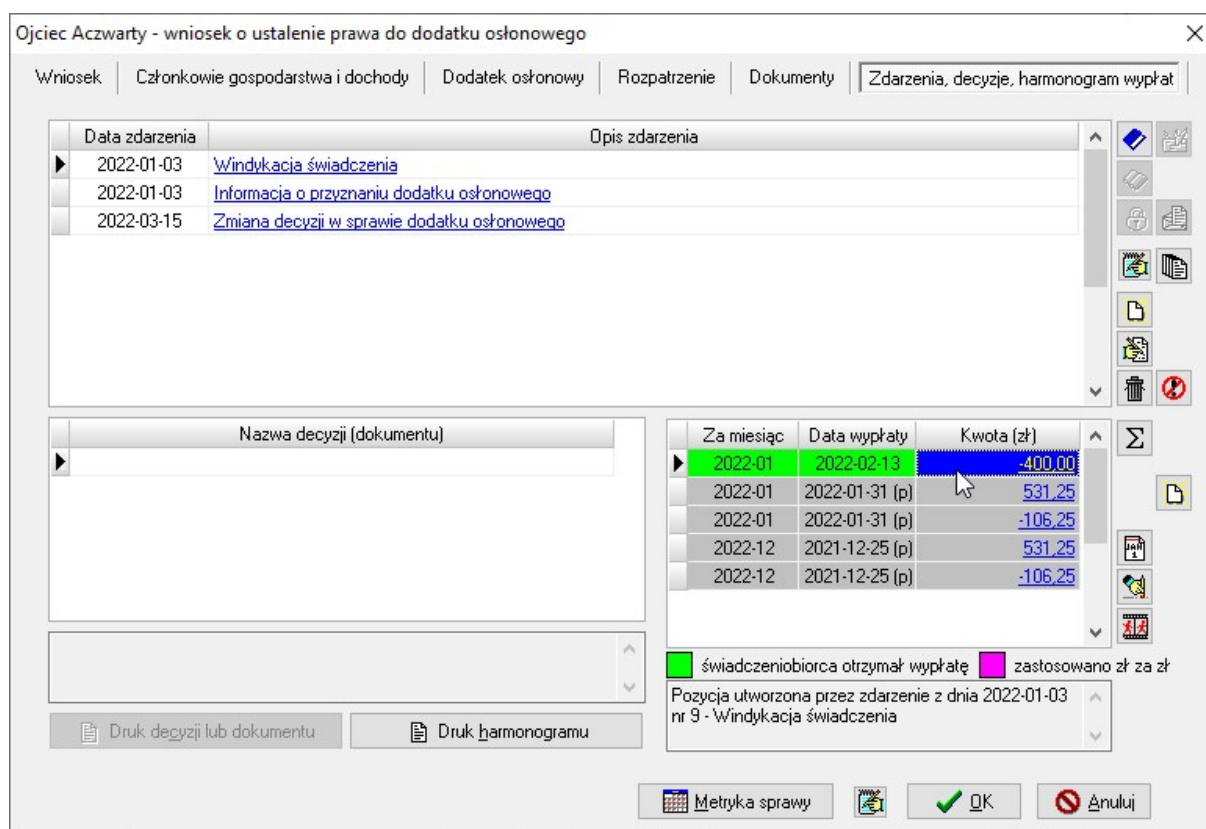 Ojciec Aczwarty - wniosek o ustalenie prawa do dodatku osłonowego
Wniosek Członkowie gospodarstwa i dochody Dodatek osłonowy Rozpatrzenie Dokumenty Zdarzenia, decyzje, harmonogram wypłat
Data zdarzenia Opis zdarzenia
2022-01-03 Windykacja świadczenia
2022-01-03 Informacja o przyznaniu dodatku osłonowego
2022-03-15 Zmiana decyzji w sprawie dodatku osłonowego
Nazwa decyzji (dokumentu)
Za miesiąc Data wypłaty Kwota (zł)
2022-01 2022-02-13 -400,00
2022-01 2022-01-31 (p) 531,25
2022-01 2022-01-31 (p) -106,25
2022-12 2021-12-25 (p) 531,25
2022-12 2021-12-25 (p) -106,25
Σ
JAN
1
świadczeniobiorca otrzymał wypłatę zastosowano zł za zł
Pozycja utworzona przez zdarzenie z dnia 2022-01-03
nr 9 - Windykacja świadczenia
Druk decyzji lub dokumentu Druk harmonogramu
Metryka sprawy OK Anuluj